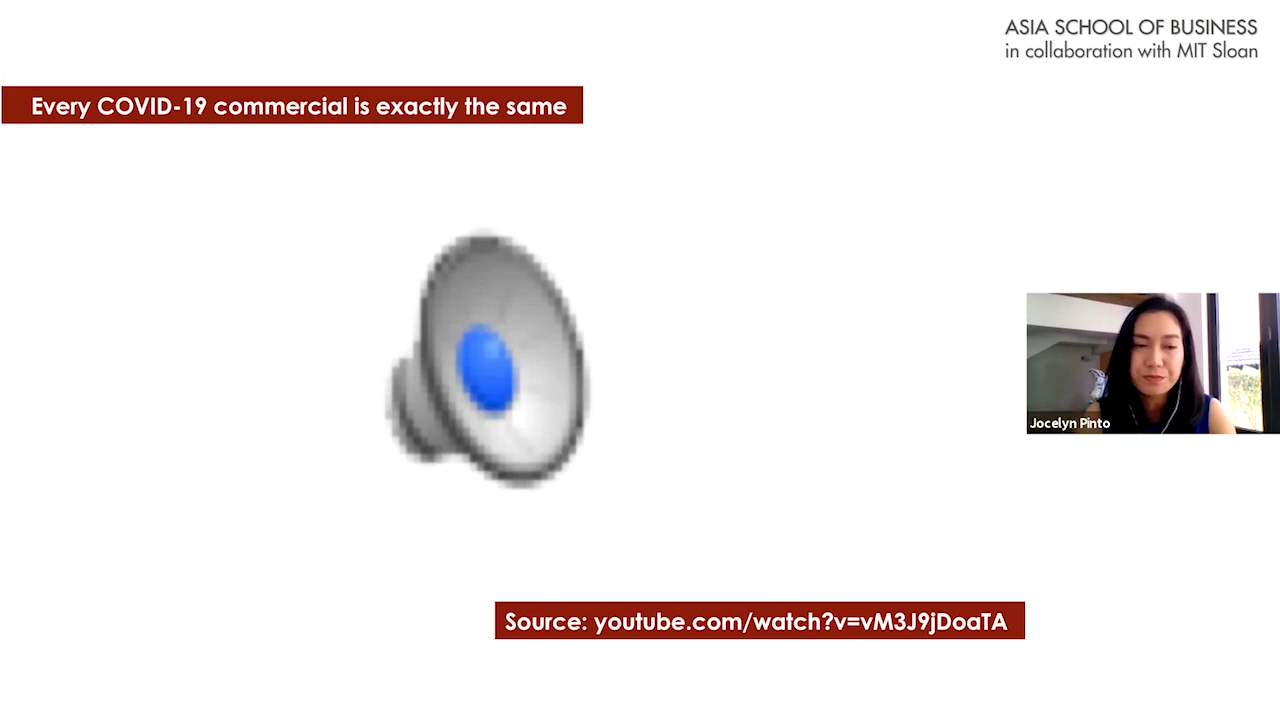 ASIA SCHOOL OF BUSINESS
in collaboration with MIT Sloan
Every COVID-19 commercial is exactly the same
Jocelyn Pinto
Source: youtube.com/watch?v=vM3J9jDoaTA